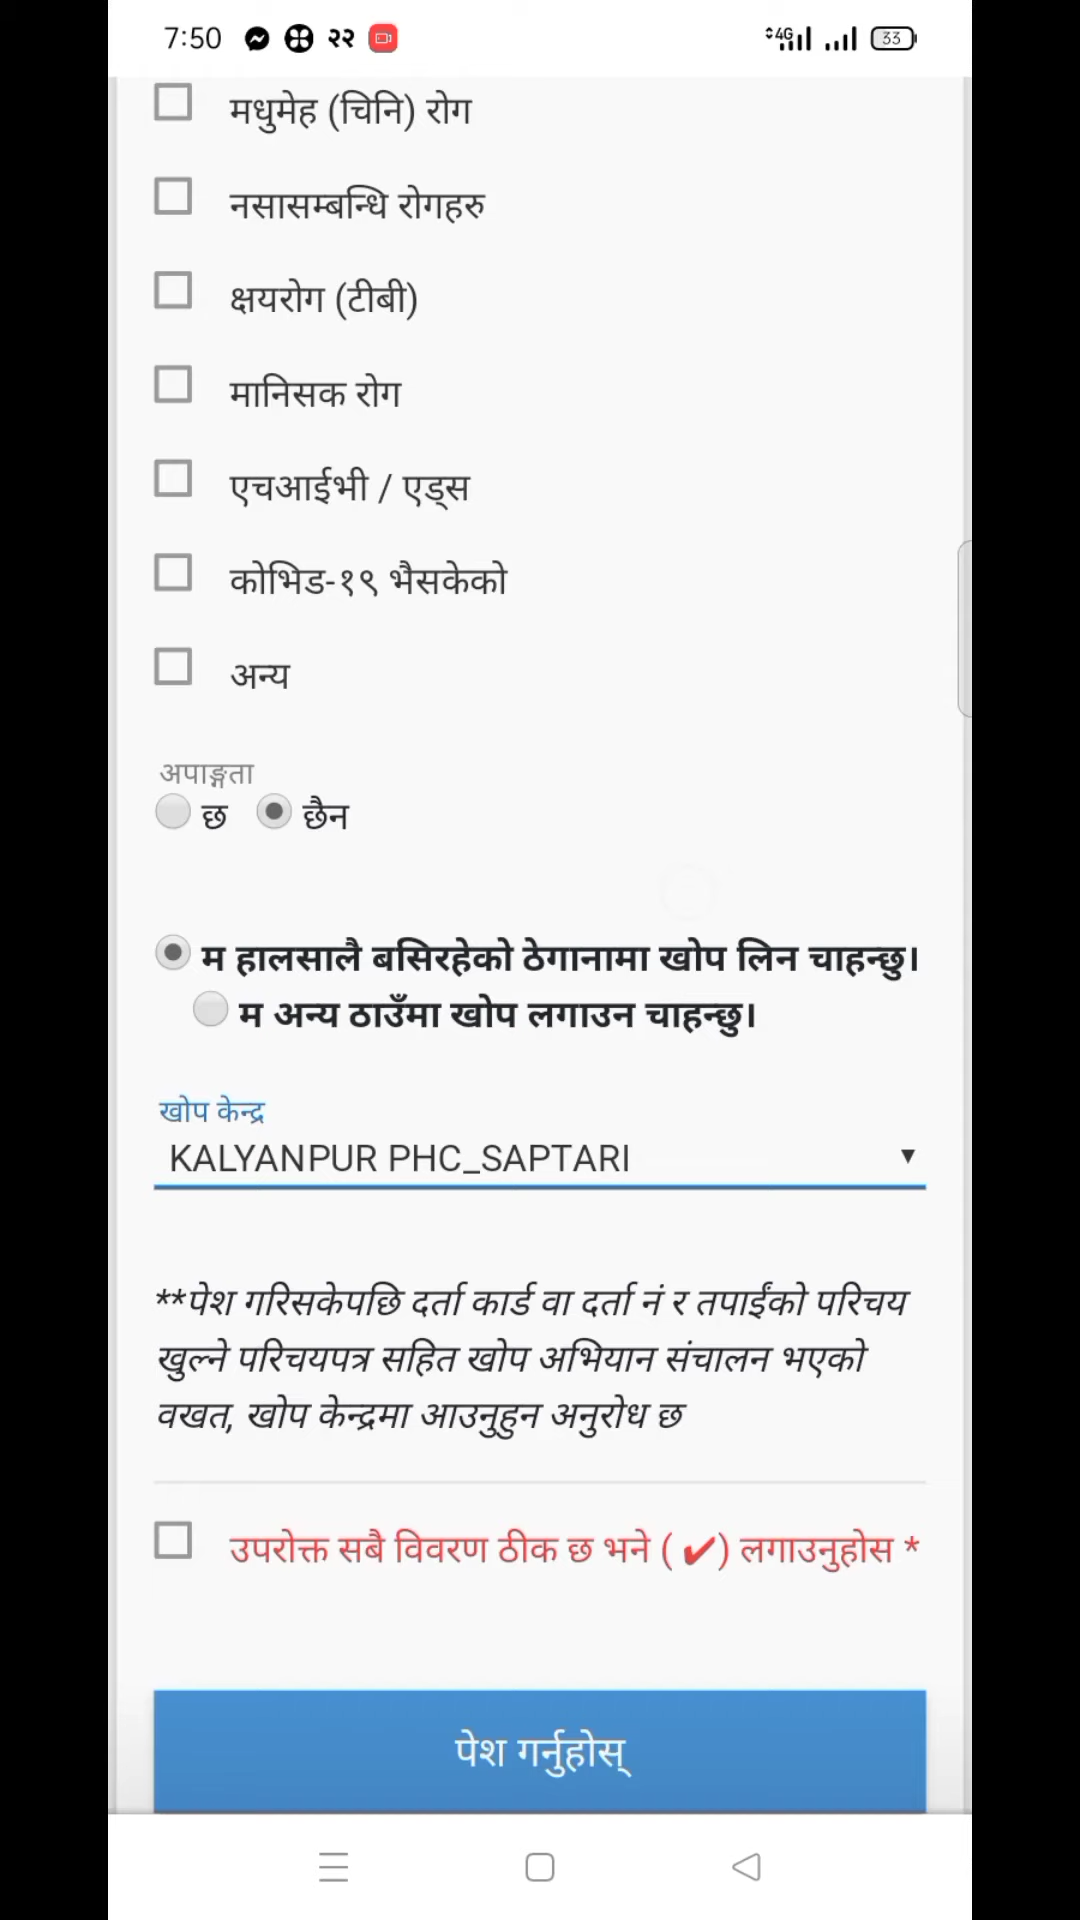 7:50 २२ 4G 33
मधुमेह (चिनि) रोग
नसासम्बन्धि रोगहरु
क्षयरोग (टीबी)
मानिसक रोग
एचआईभी / एड्स
कोभिड-१९ भैसकेको
अन्य
अपाङ्गता
छ छैन
म हालसालै बसिरहेको ठेगानामा खोप लिन चाहन्छु।
म अन्य ठाउँमा खोप लगाउन चाहन्छु।
खोप केन्द्र
KALYANPUR PHC_SAPTARI
**पेश गरिसकेपछि दर्ता कार्ड वा दर्ता नं र तपाईंको परिचय
खुल्ने परिचयपत्र सहित खोप अभियान संचालन भएको
वखत, खोप केन्द्रमा आउनुहुन अनुरोध छ
उपरोक्त सबै विवरण ठीक छ भने ( ✔) लगाउनुहोस *
पेश गर्नुहोस्